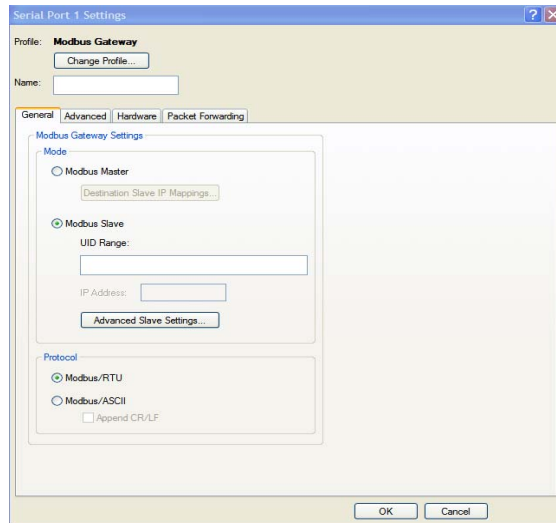 Serial Port 1 Settings
Profile: Modbus Gateway
Change Profile...
Name:
General Advanced Hardware Packet Forwarding
Modbus Gateway Settings
Mode
Modbus Master
Destination Slave IP Mappings...
Modbus Slave
UID Range:
IP Address:
Advanced Slave Settings...
Protocol
Modbus/RTU
Modbus/ASCII
Append CR/LF
OK Cancel